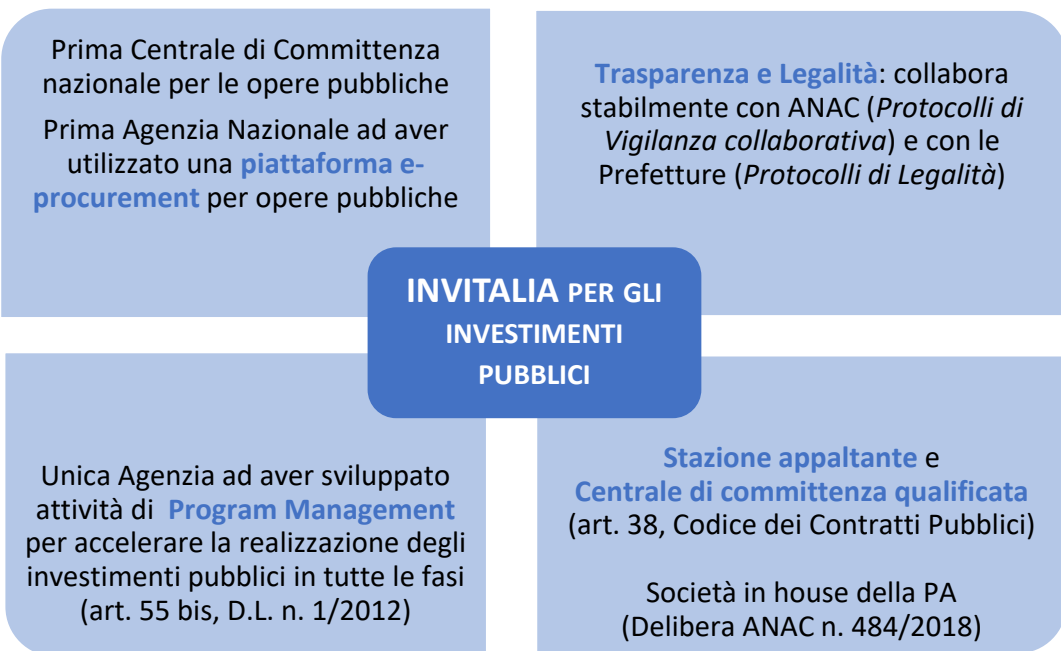 Prima Centrale di Committenza
nazionale per le opere pubbliche
Prima Agenzia Nazionale ad aver
utilizzato una piattaforma e-
procurement per opere pubbliche
Trasparenza e Legalità: collabora
stabilmente con ANAC (Protocolli di
Vigilanza collaborativa) e con le
Prefetture (Protocolli di Legalità)
INVITALIA PER GLI
INVESTIMENTI
PUBBLICI
Unica Agenzia ad aver sviluppato
attività di Program Management
per accelerare la realizzazione degli
investimenti pubblici in tutte le fasi
(art. 55 bis, D.L. n. 1/2012)
Stazione appaltante e
Centrale di committenza qualificata
(art. 38, Codice dei Contratti Pubblici)
Società in house della PA
(Delibera ANAC n. 484/2018)